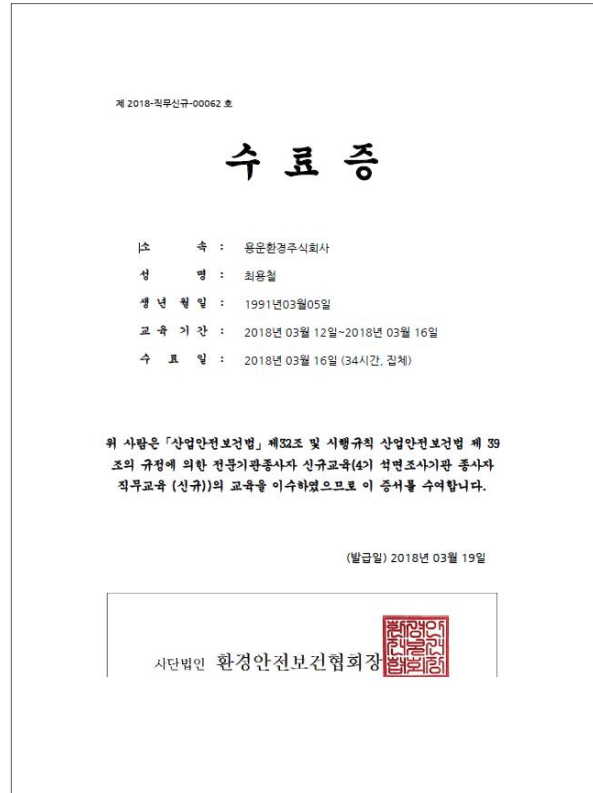 제 2018-직무신규-00062 호
수 료 증
소 속 : 용운환경주식회사
성 명 : 최용철
생 년 월 일 : 1991년03월05일
교 육 기 간 : 2018년 03월 12일~2018년 03월 16일
수 료 일 : 2018년 03월 16일 (34시간, 집체)
위 사람은 「산업안전보건법」 제32조 및 시행규칙 산업안전보건법 제 39
조의 규정에 의한 전문기관종사자 신규교육(4기 석면조사기관 종사자
직무교육 (신규))의 교육을 이수하였으므로 이 증서를 수여합니다.
(발급일) 2018년 03월 19일
사단법인 환경안전보건협회장